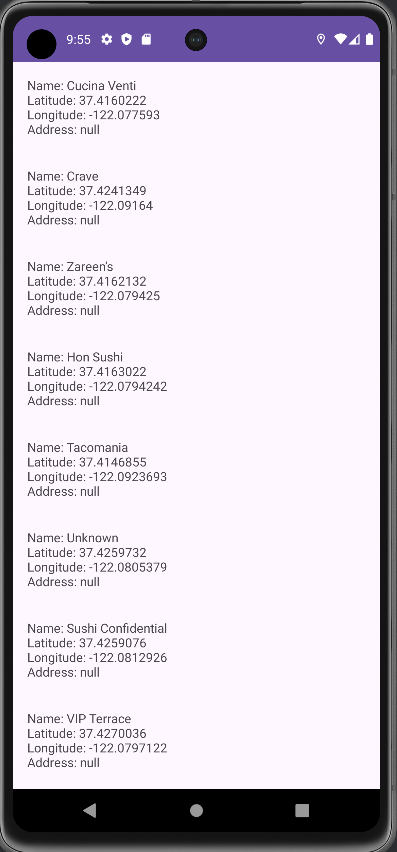 9:55
Name: Cucina Venti
Latitude: 37.4160222
Longitude: -122.077593
Address: null
Name: Crave
Latitude: 37.4241349
Longitude: -122.09164
Address: null
Name: Zareen's
Latitude: 37.4162132
Longitude: -122.079425
Address: null
Name: Hon Sushi
Latitude: 37.4163022
Longitude: -122.0794242
Address: null
Name: Tacomania
Latitude: 37.4146855
Longitude: -122.0923693
Address: null
Name: Unknown
Latitude: 37.4259732
Longitude: -122.0805379
Address: null
Name: Sushi Confidential
Latitude: 37.4259076
Longitude: -122.0812926
Address: null
Name: VIP Terrace
Latitude: 37.4270036
Longitude: -122.0797122
Address: null